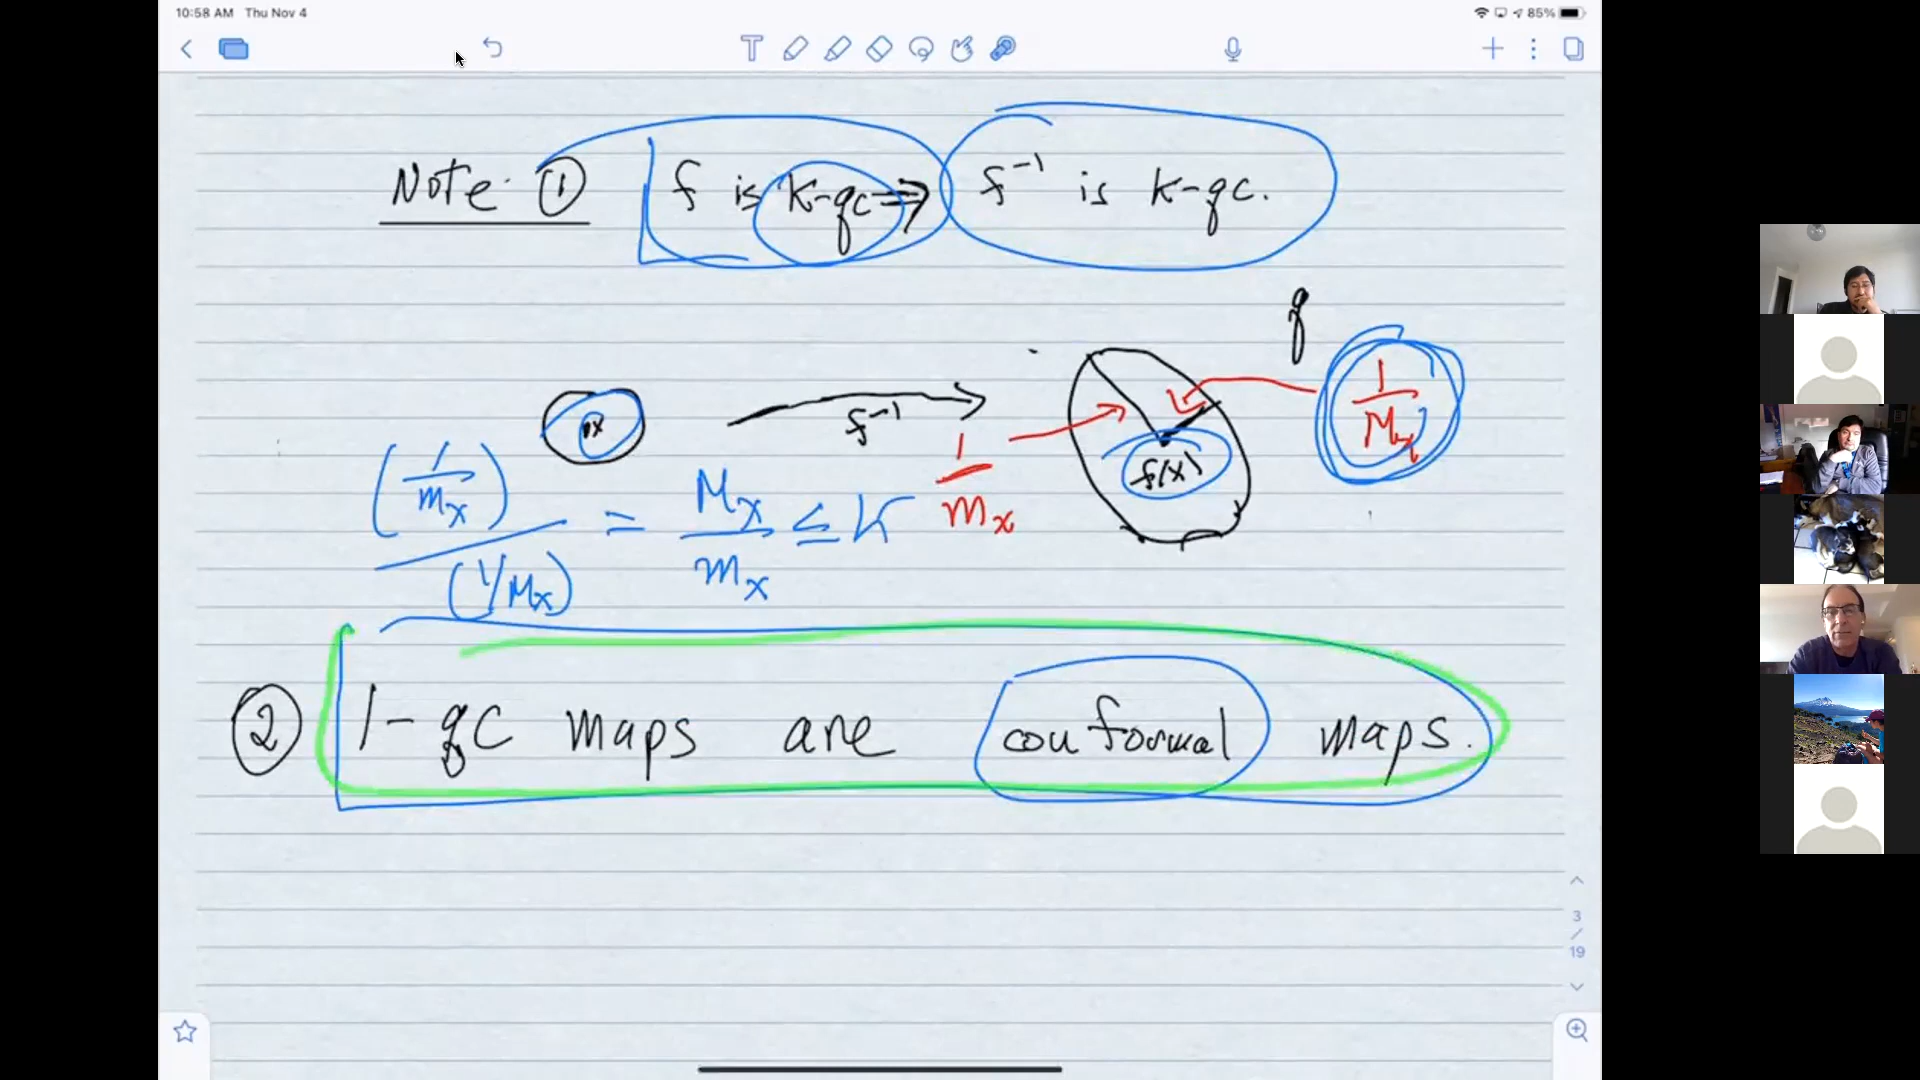 10:58 AM Thu Nov 4
85%
Note: ① f is K-qc ⇒ f⁻¹ is K-qc.
x f⁻¹ f(x) 1/Mx
1/mx
(1/mx)/(1/Mx) = Mx/mx ≤ K
② 1-qc maps are conformal maps.
3
/
19